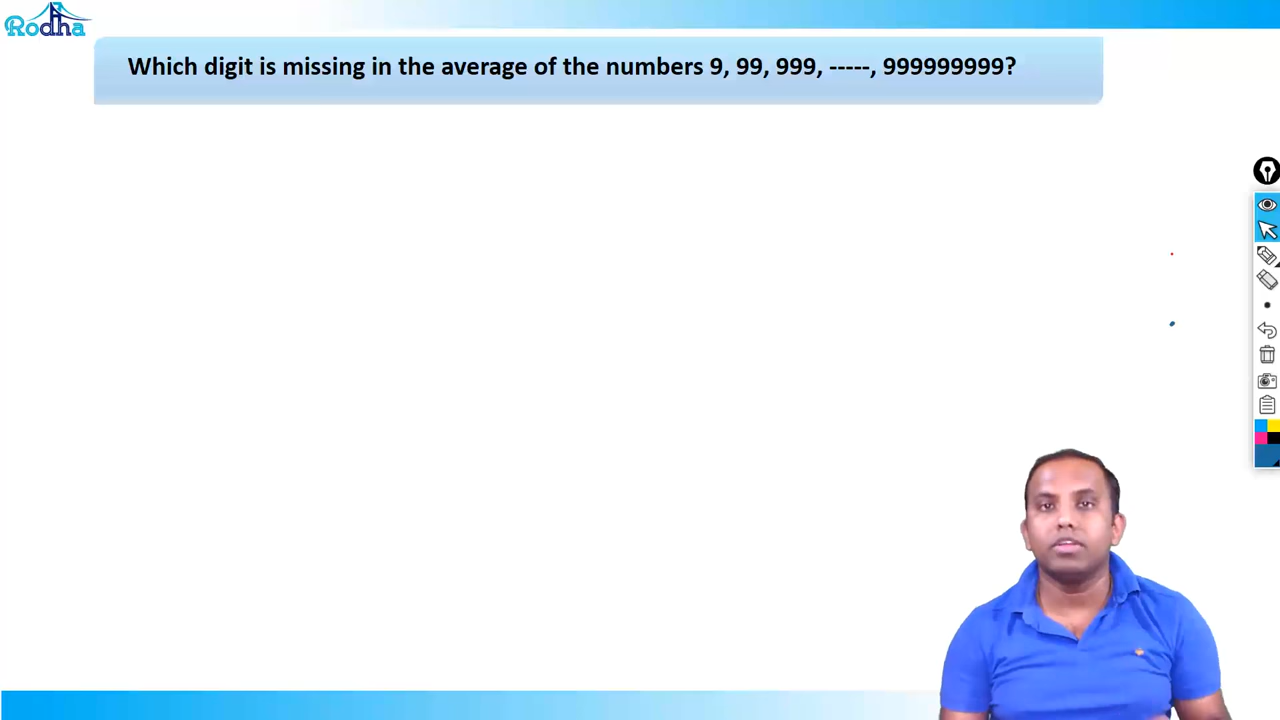 Rodha
Which digit is missing in the average of the numbers 9, 99, 999, -----, 999999999?